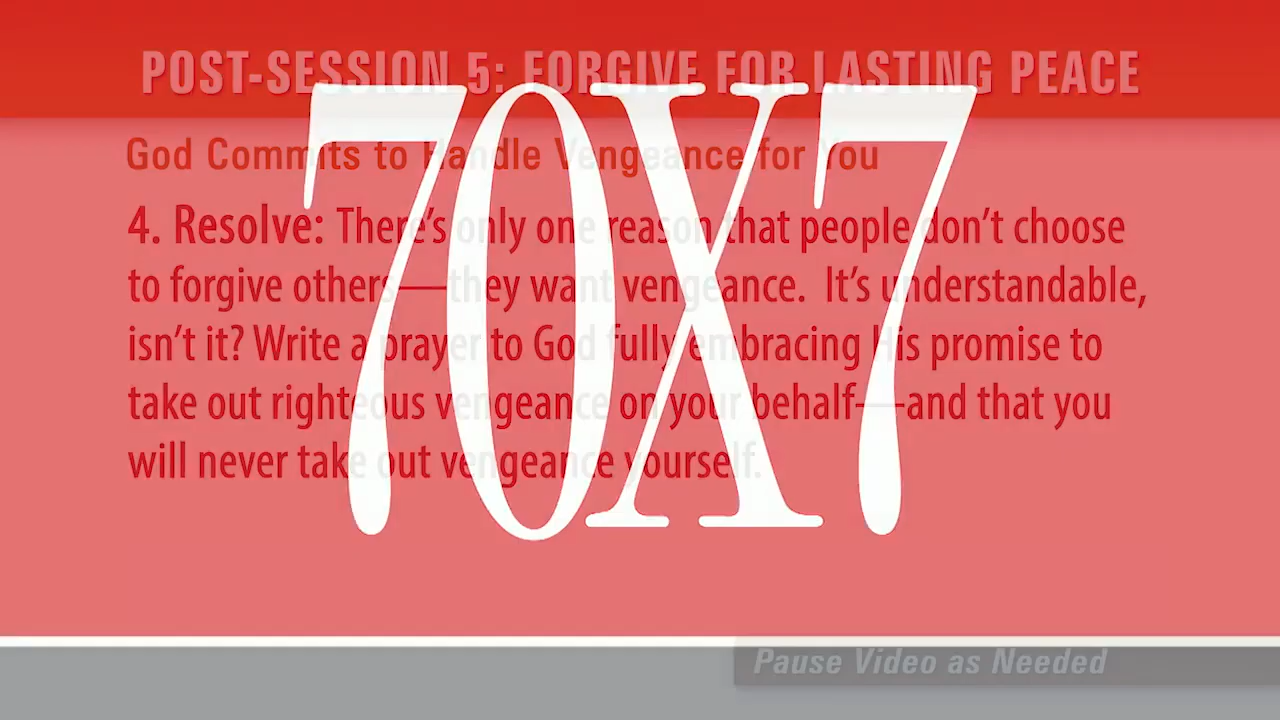 POST-SESSION 5: FORGIVE FOR LASTING PEACE
70X7
God Commits to Handle Vengeance for You
4. Resolve: There’s only one reason that people don’t choose
to forgive others—they want vengeance. It’s understandable,
isn’t it? Write a prayer to God fully embracing His promise to
take out righteous vengeance on your behalf—and that you
will never take out vengeance yourself.
Pause Video as Needed